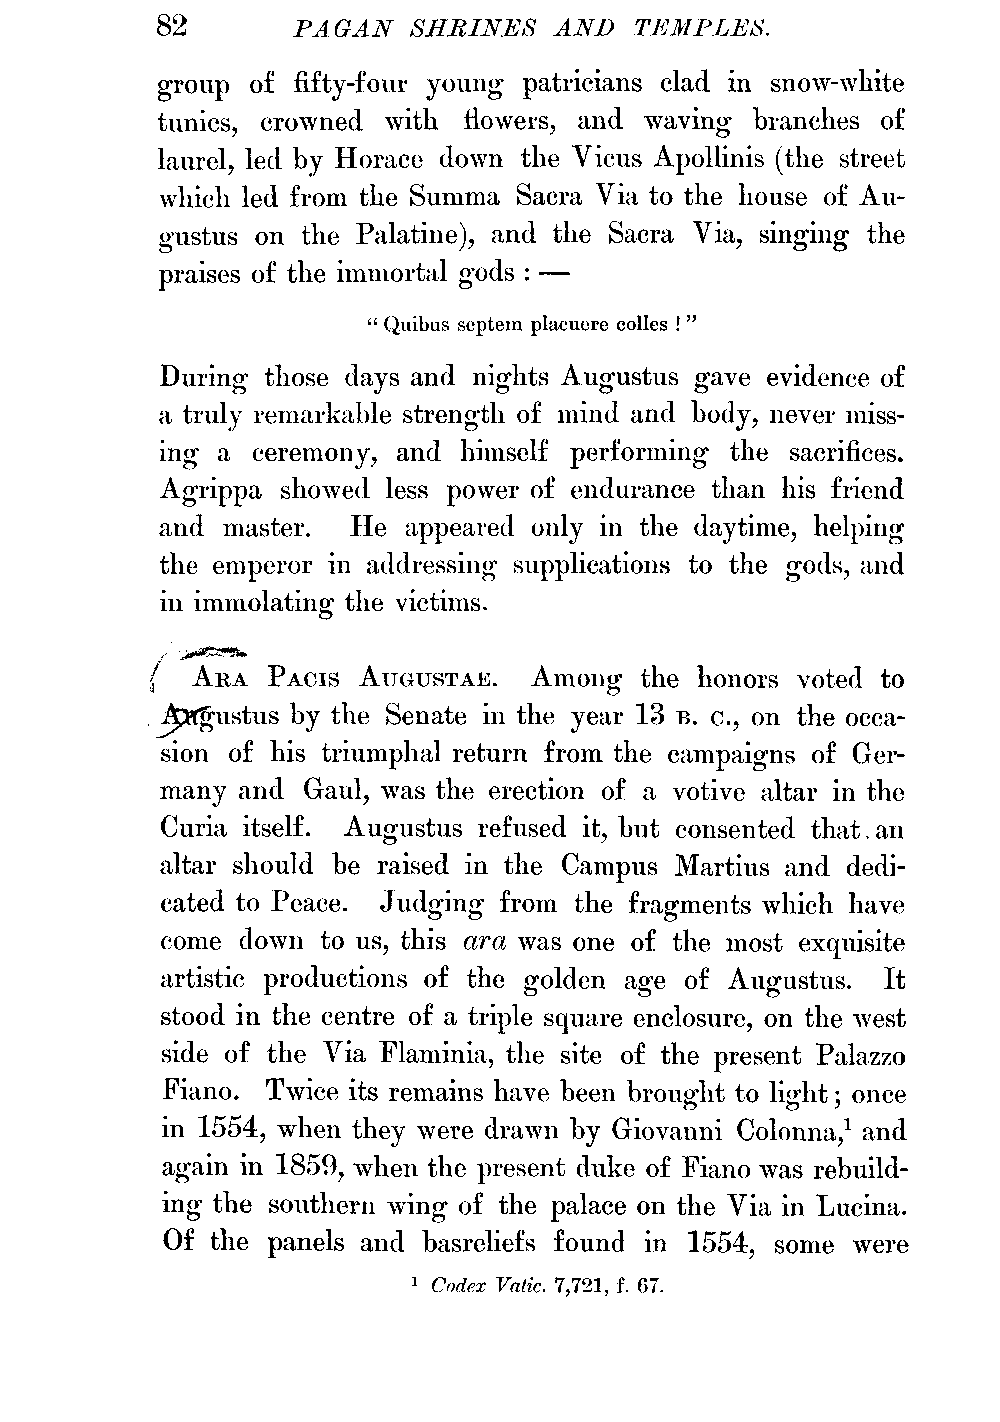 82 PAGAN SHRINES AND TEMPLES.
group of fifty-four young patricians clad in snow-white
tunics, crowned with flowers, and waving branches of
laurel, led by Horace down the Vicus Apollinis (the street
which led from the Summa Sacra Via to the house of Au-
gustus on the Palatine), and the Sacra Via, singing the
praises of the immortal gods : —
“ Quibus septem placuere colles ! ”
During those days and nights Augustus gave evidence of
a truly remarkable strength of mind and body, never miss-
ing a ceremony, and himself performing the sacrifices.
Agrippa showed less power of endurance than his friend
and master. He appeared only in the daytime, helping
the emperor in addressing supplications to the gods, and
in immolating the victims.
ARA PACIS AUGUSTAE. Among the honors voted to
Augustus by the Senate in the year 13 B. C., on the occa-
sion of his triumphal return from the campaigns of Ger-
many and Gaul, was the erection of a votive altar in the
Curia itself. Augustus refused it, but consented that an
altar should be raised in the Campus Martius and dedi-
cated to Peace. Judging from the fragments which have
come down to us, this ara was one of the most exquisite
artistic productions of the golden age of Augustus. It
stood in the centre of a triple square enclosure, on the west
side of the Via Flaminia, the site of the present Palazzo
Fiano. Twice its remains have been brought to light ; once
in 1554, when they were drawn by Giovanni Colonna,¹ and
again in 1859, when the present duke of Fiano was rebuild-
ing the southern wing of the palace on the Via in Lucina.
Of the panels and basreliefs found in 1554, some were
¹ Codex Vatic. 7,721, f. 67.